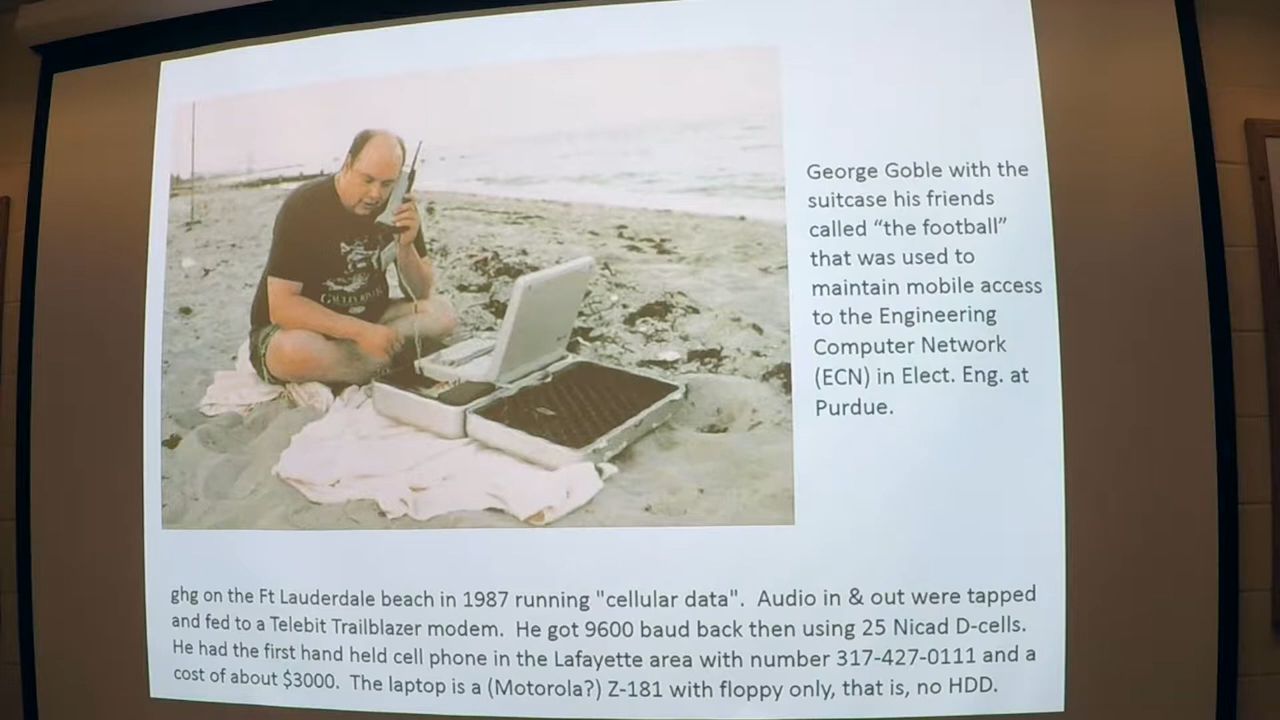 George Goble with the
suitcase his friends
called “the football”
that was used to
maintain mobile access
to the Engineering
Computer Network
(ECN) in Elect. Eng. at
Purdue.
ghg on the Ft Lauderdale beach in 1987 running "cellular data".  Audio in & out were tapped
and fed to a Telebit Trailblazer modem.  He got 9600 baud back then using 25 Nicad D-cells.
He had the first hand held cell phone in the Lafayette area with number 317-427-0111 and a
cost of about $3000.  The laptop is a (Motorola?) Z-181 with floppy only, that is, no HDD.